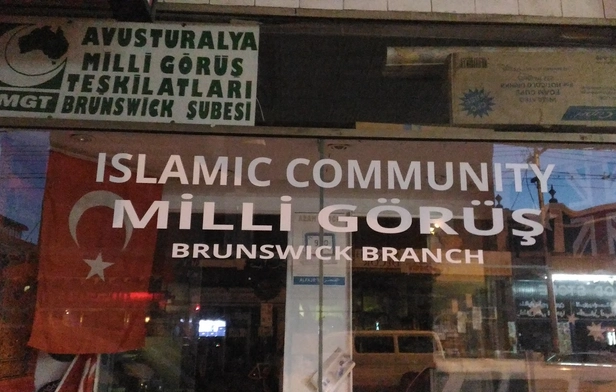 AVUSTURALYA
MİLLİ GÖRÜŞ
TEŞKİLATLARI
BRUNSWICK ŞUBESİ
MGT
ISLAMIC COMMUNITY
MİLLİ GÖRÜŞ
BRUNSWICK BRANCH